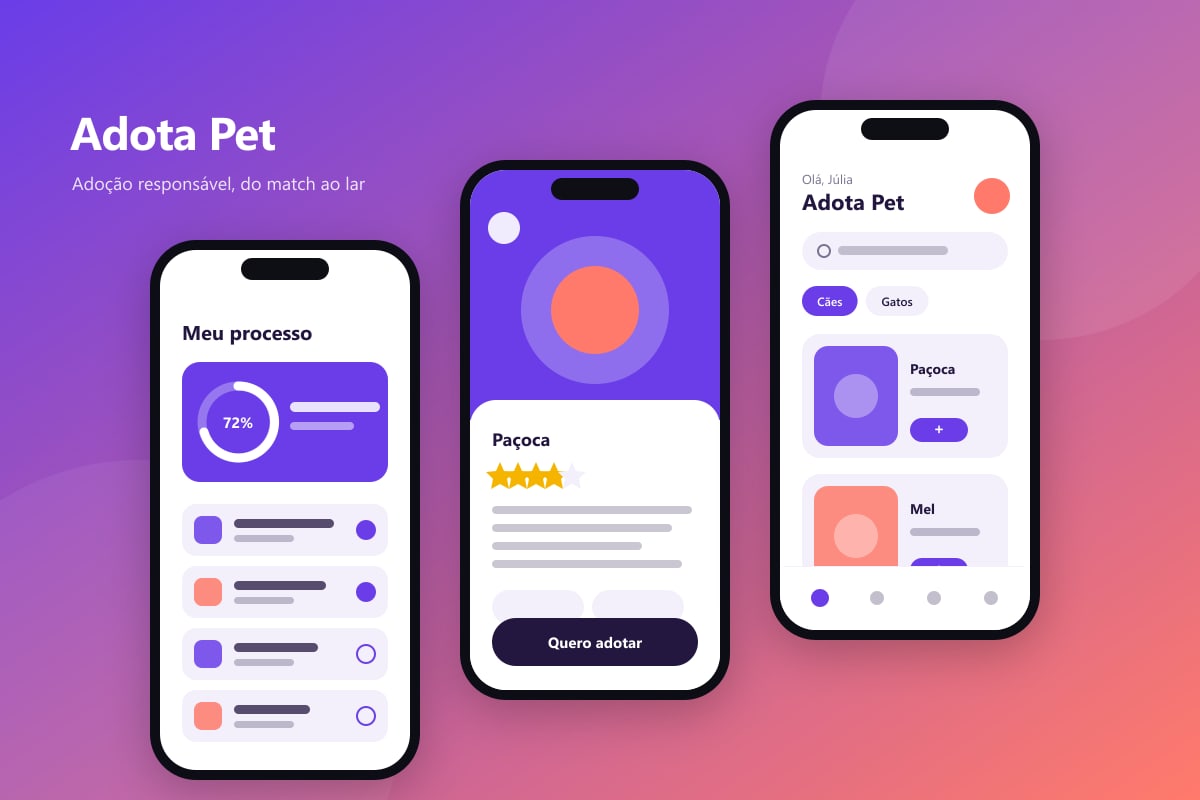 Adota Pet
Adoção responsável, do match ao lar
Meu processo
72%
Paçoca
Quero adotar
Olá, Júlia
Adota Pet
Cães
Gatos
Paçoca
+
Mel